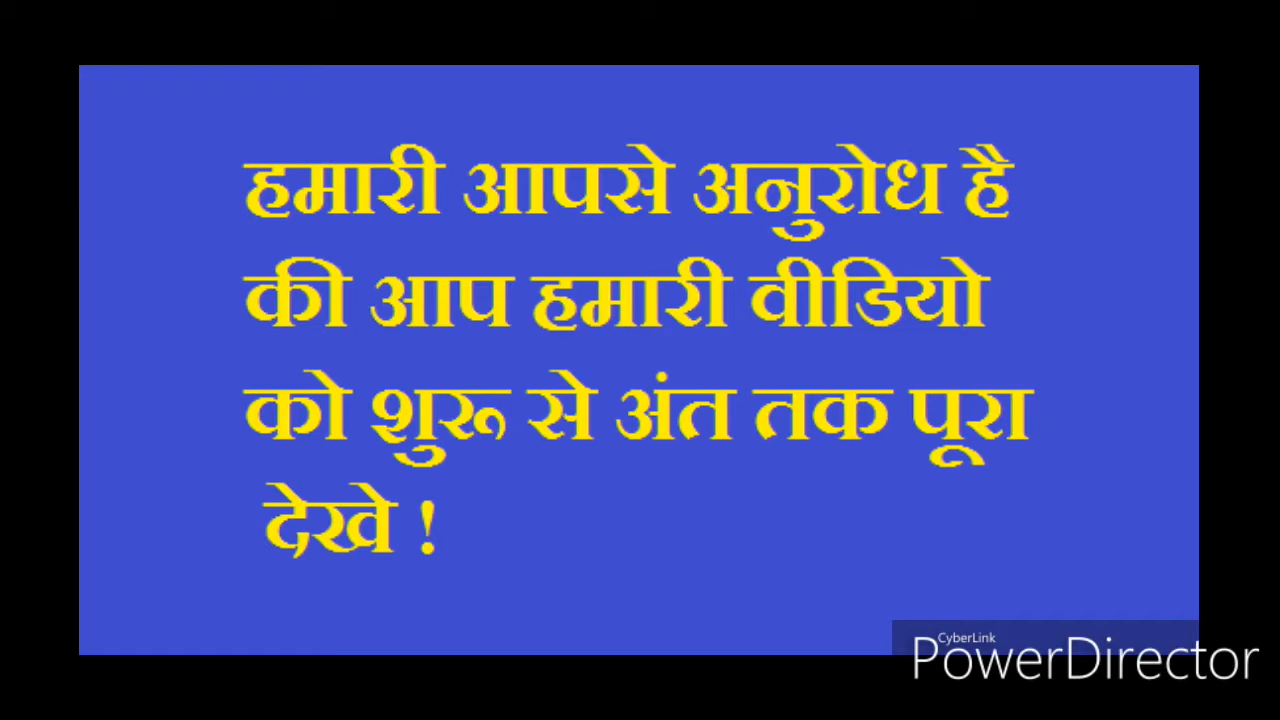 हमारी आपसे अनुरोध है
की आप हमारी वीडियो
को शुरू से अंत तक पूरा
देखे !
CyberLink
PowerDirector